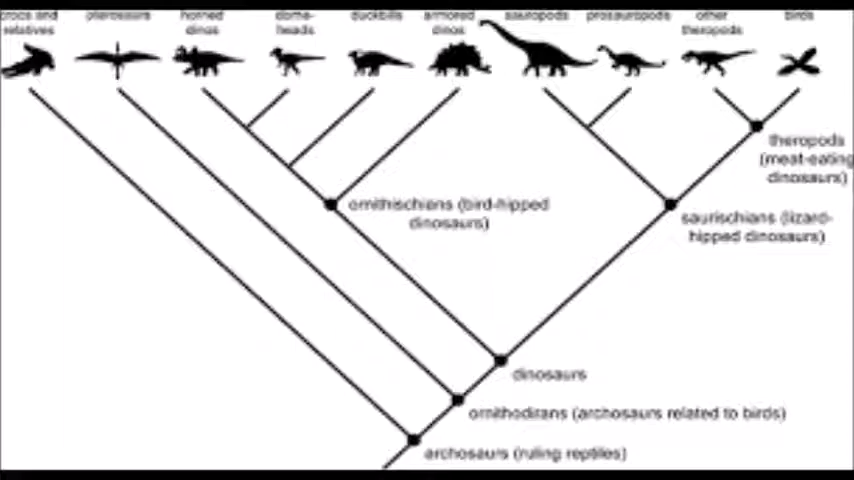 crocs and
relatives
pterosaurs
horned
dinos
dome-
heads
duckbills
armored
dinos
sauropods
prosauropods
other
theropods
birds
theropods
(meat-eating
dinosaurs)
ornithischians (bird-hipped
dinosaurs)
saurischians (lizard-
hipped dinosaurs)
dinosaurs
ornithodirans (archosaurs related to birds)
archosaurs (ruling reptiles)